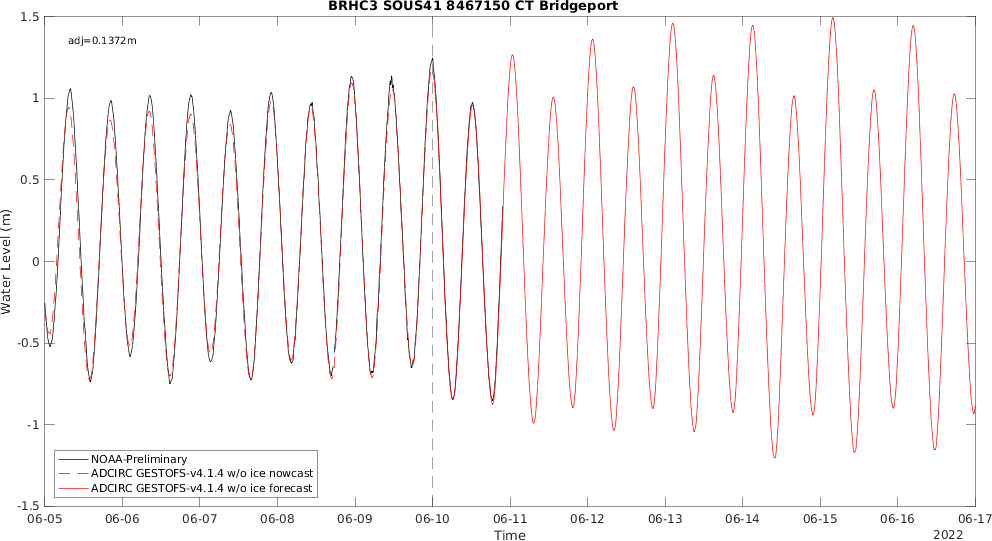 BRHC3 SOUS41 8467150 CT Bridgeport
adj=0.1372m
1.5
1
0.5
0
-0.5
-1
-1.5
Water Level (m)
NOAA-Preliminary
ADCIRC GESTOFS-v4.1.4 w/o ice nowcast
ADCIRC GESTOFS-v4.1.4 w/o ice forecast
06-05 06-06 06-07 06-08 06-09 06-10 06-11 06-12 06-13 06-14 06-15 06-16 06-17
Time
2022